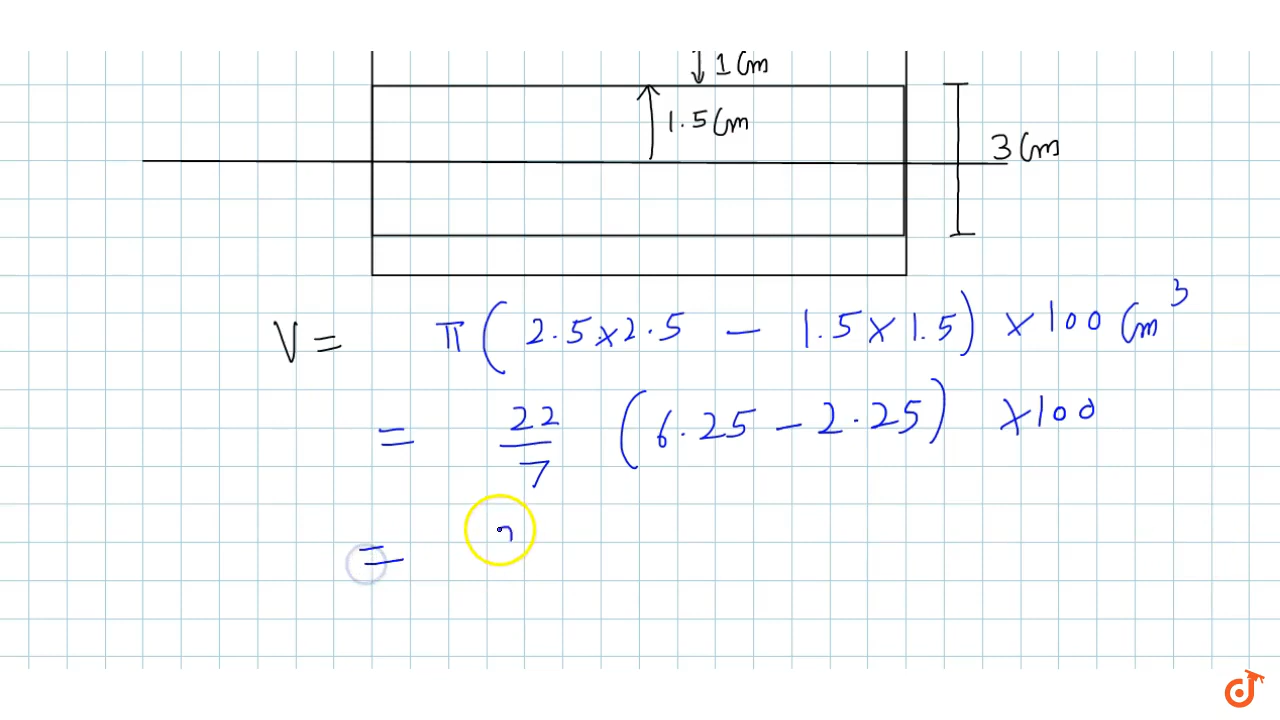 1 Cm
1.5 Cm
3 Cm
V = π ( 2.5 × 2.5 − 1.5 × 1.5 ) × 100 Cm³
= 22/7 ( 6.25 − 2.25 ) × 100
=